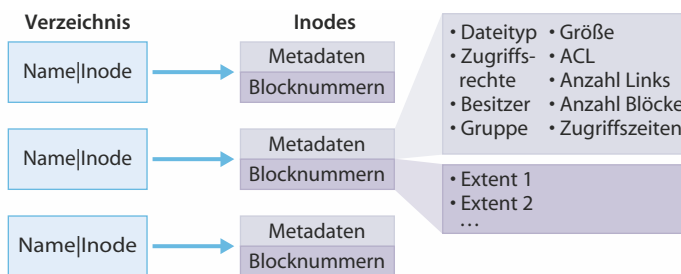 Verzeichnis
Inodes
Name|Inode
Metadaten
Blocknummern
• Dateityp
• Zugriffs-
rechte
• Besitzer
• Gruppe
• Größe
• ACL
• Anzahl Links
• Anzahl Blöcke
• Zugriffszeiten
Name|Inode
Metadaten
Blocknummern
• Extent 1
• Extent 2
...
Name|Inode
Metadaten
Blocknummern